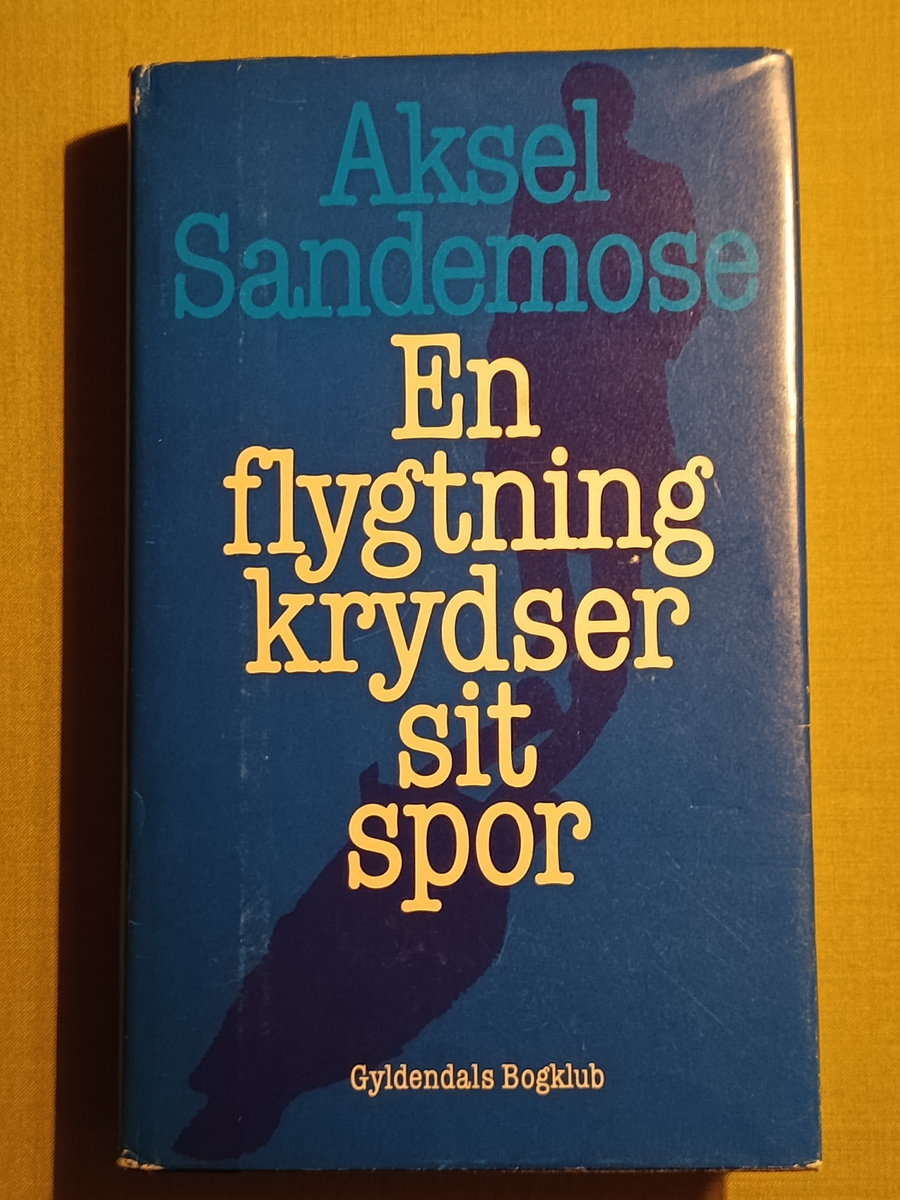 Aksel
Sandemose
En
flygtning
krydser
sit
spor
Gyldendals Bogklub